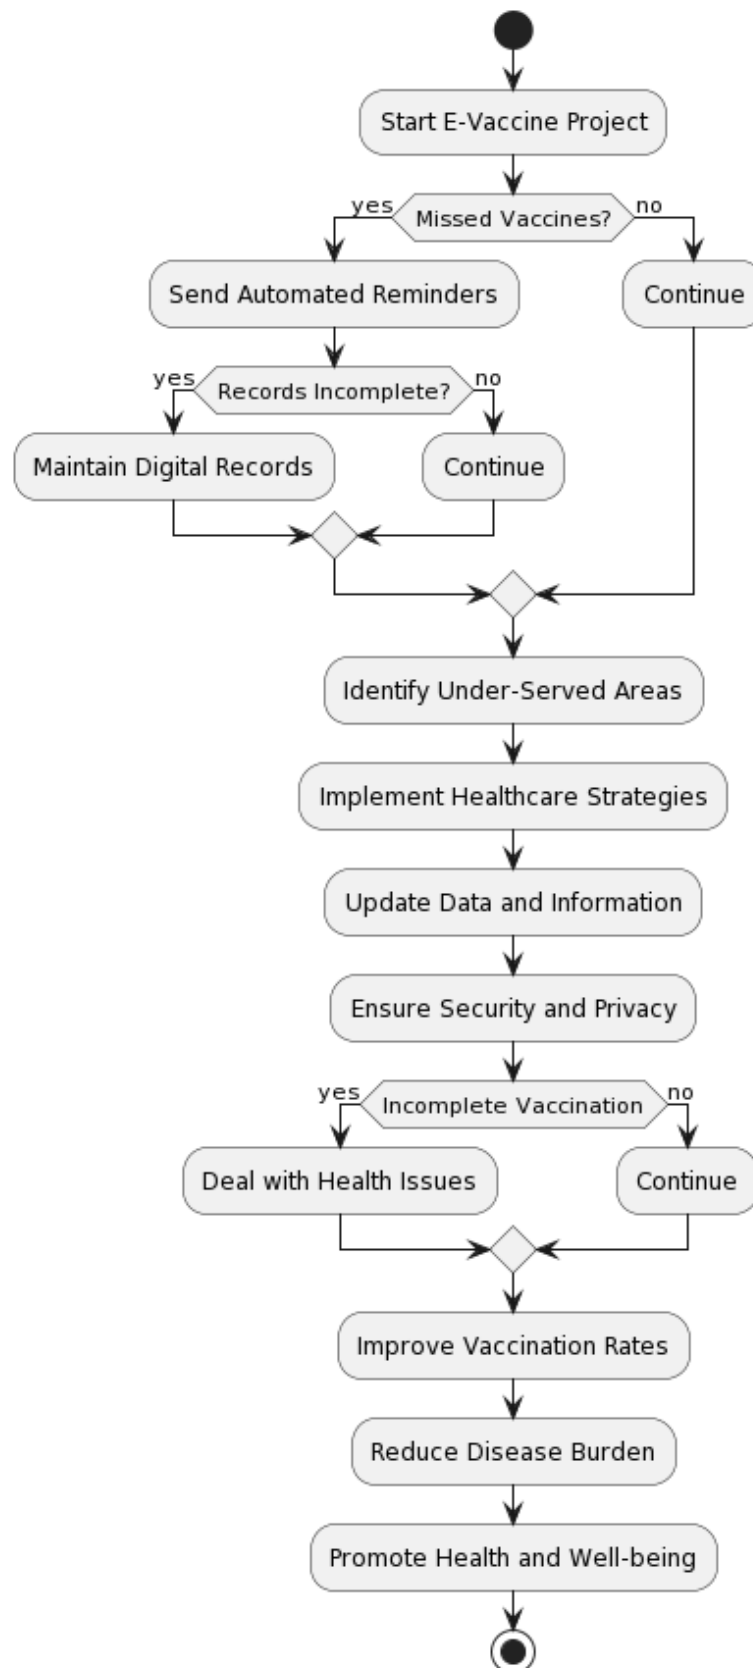 Start E-Vaccine Project
yes
Missed Vaccines?
no
Send Automated Reminders
Continue
yes
Records Incomplete?
no
Maintain Digital Records
Continue
Identify Under-Served Areas
Implement Healthcare Strategies
Update Data and Information
Ensure Security and Privacy
yes
Incomplete Vaccination
no
Deal with Health Issues
Continue
Improve Vaccination Rates
Reduce Disease Burden
Promote Health and Well-being